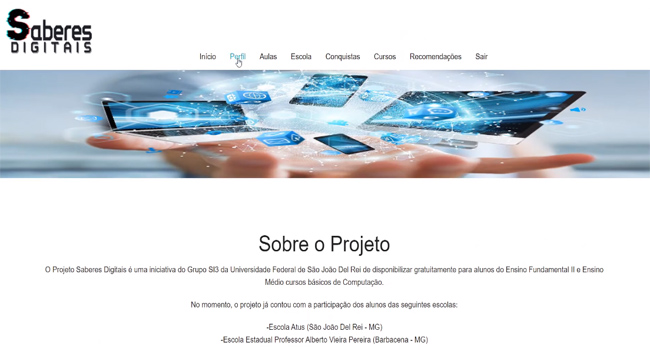 Saberes
DIGITAIS
Início Perfil Aulas Escola Conquistas Cursos Recomendações Sair
Sobre o Projeto
O Projeto Saberes Digitais é uma iniciativa do Grupo SI3 da Universidade Federal de São João Del Rei de disponibilizar gratuitamente para alunos do Ensino Fundamental II e Ensino
Médio cursos básicos de Computação.
No momento, o projeto já contou com a participação dos alunos das seguintes escolas:
-Escola Atus (São João Del Rei - MG)
-Escola Estadual Professor Alberto Vieira Pereira (Barbacena - MG)